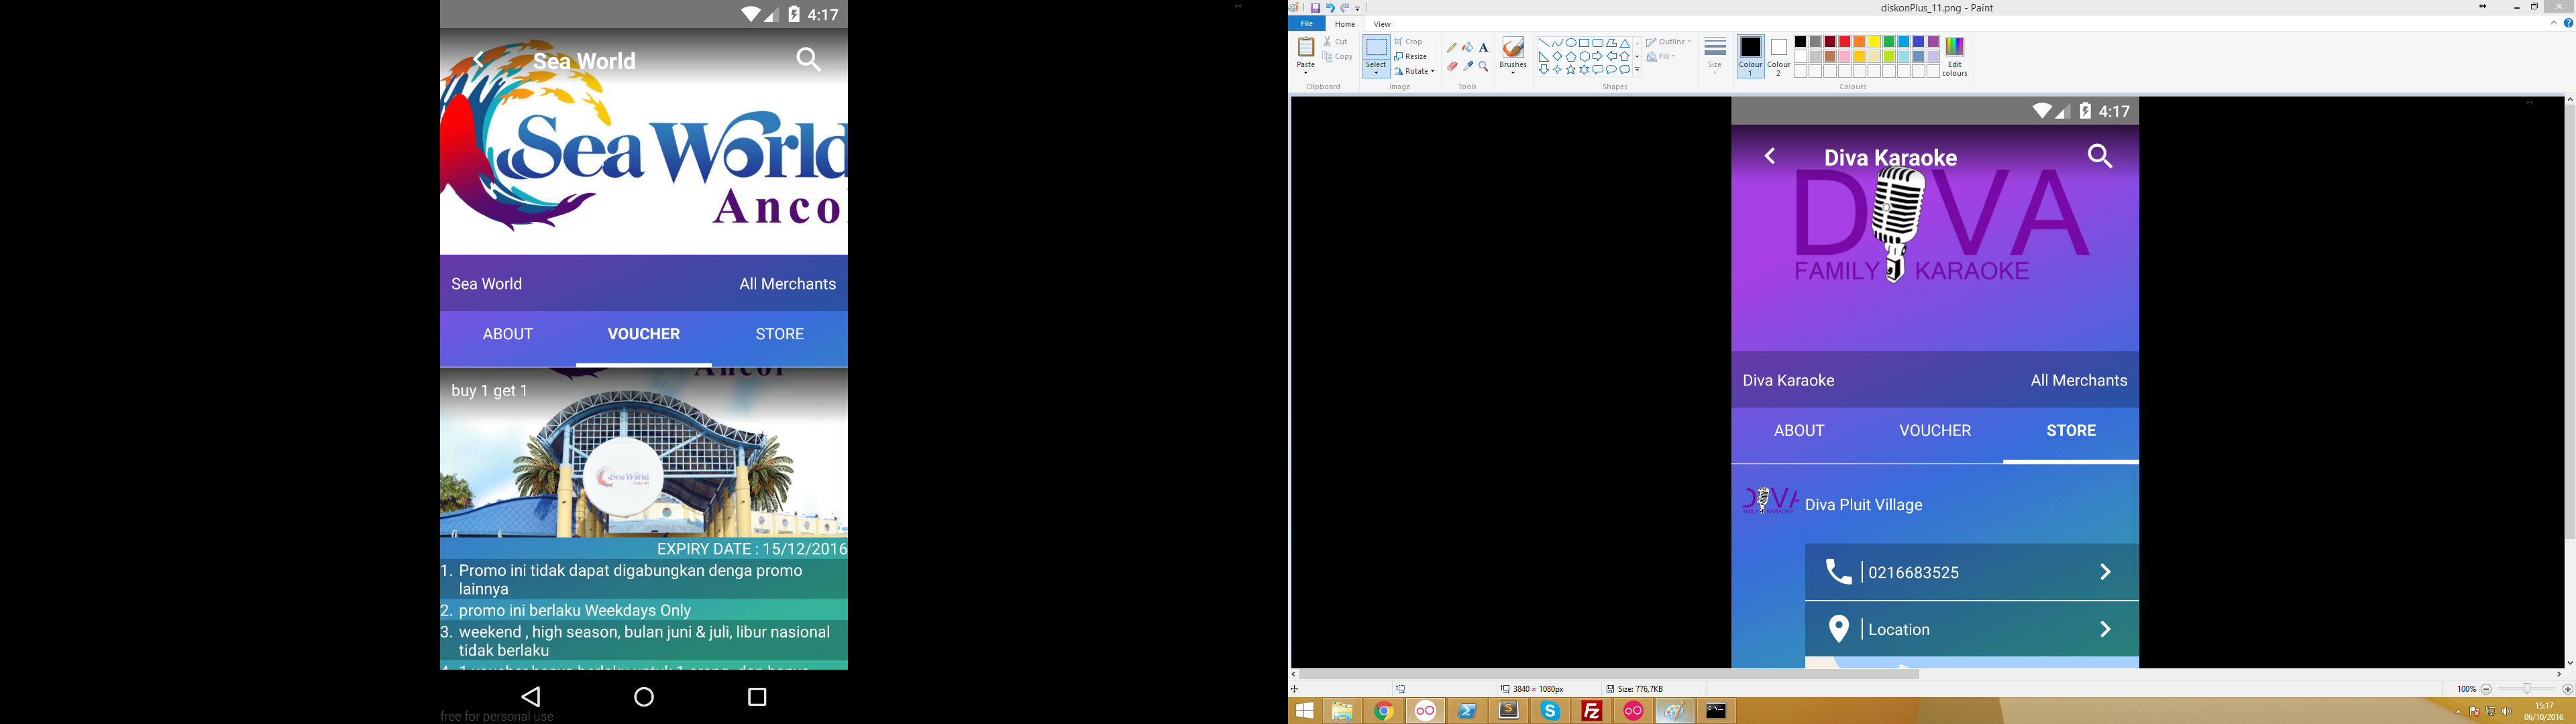 4:17
Sea World
Sea World
Anco
Sea World
All Merchants
ABOUT
VOUCHER
STORE
Ancol
buy 1 get 1
Sea World
Ancol
EXPIRY DATE : 15/12/2016
1. Promo ini tidak dapat digabungkan denga promo
lainnya
2. promo ini berlaku Weekdays Only
3. weekend , high season, bulan juni & juli, libur nasional
tidak berlaku
free for personal use
diskonPlus_11.png - Paint
File
Home
View
Paste
Cut
Copy
Clipboard
Select
Crop
Resize
Rotate
Image
A
Tools
Brushes
Shapes
Outline
Fill
Size
Colour
1
Colour
2
Edit
colours
Colours
4:17
Diva Karaoke
DIVA
FAMILY KARAOKE
Diva Karaoke
All Merchants
ABOUT
VOUCHER
STORE
Diva Pluit Village
0216683525
Location
3840 × 1080px
Size: 776,7KB
100%
15:17
06/10/2016